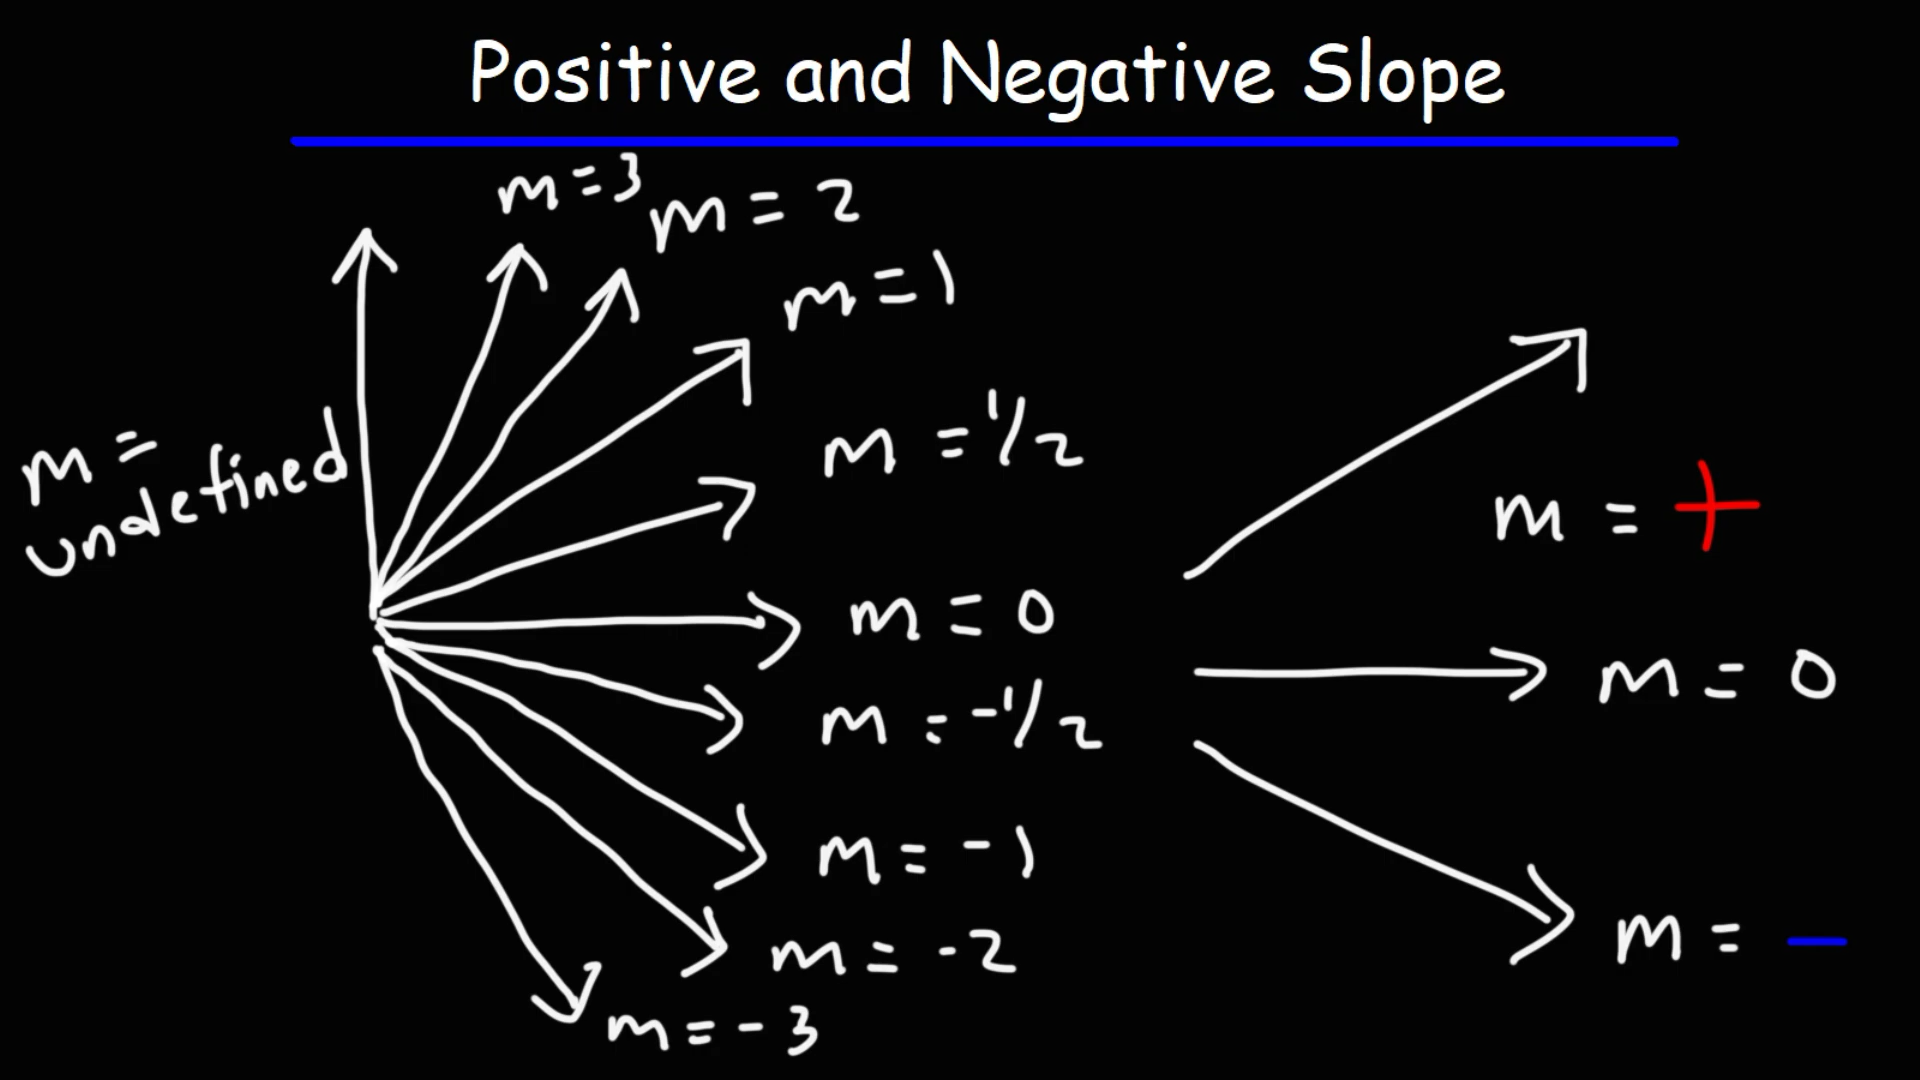 Positive and Negative Slope
m = 3
m = 2
m = 1
m = 1/2
m =
undefined
m = 0
m = -1/2
m = -1
m = -2
m = -3
m = +
m = 0
m = -